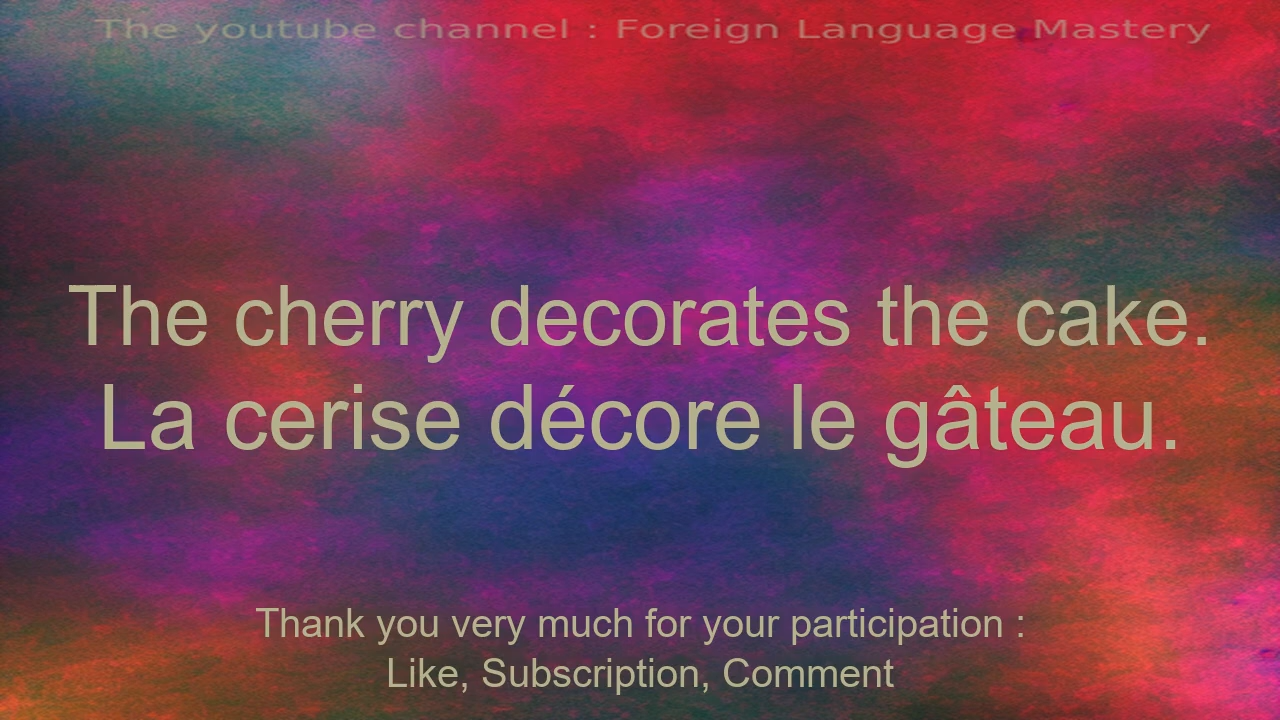 The youtube channel : Foreign Language Mastery
The cherry decorates the cake.
La cerise décore le gâteau.
Thank you very much for your participation :
Like, Subscription, Comment